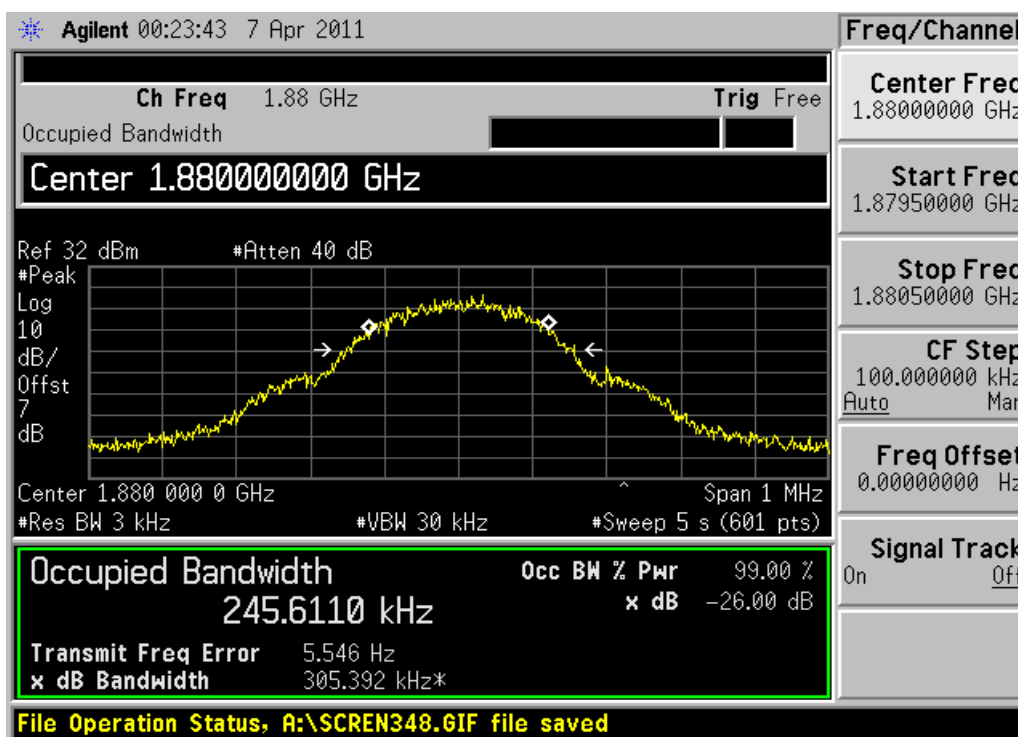 Agilent 00:23:43 7 Apr 2011
Freq/Channel
Ch Freq 1.88 GHz
Trig Free
Occupied Bandwidth
Center 1.880000000 GHz
Ref 32 dBm #Atten 40 dB
#Peak
Log
10
dB/
Offst
7
dB
Center 1.880 000 0 GHz Span 1 MHz
#Res BW 3 kHz #VBW 30 kHz #Sweep 5 s (601 pts)
Occupied Bandwidth
245.6110 kHz
Occ BW % Pwr 99.00 %
x dB -26.00 dB
Transmit Freq Error 5.546 Hz
x dB Bandwidth 305.392 kHz*
File Operation Status, A:\SCREN348.GIF file saved
Center Freq
1.88000000 GHz
Start Freq
1.87950000 GHz
Stop Freq
1.88050000 GHz
CF Step
100.000000 kHz
Auto Man
Freq Offset
0.00000000 Hz
Signal Track
On Off